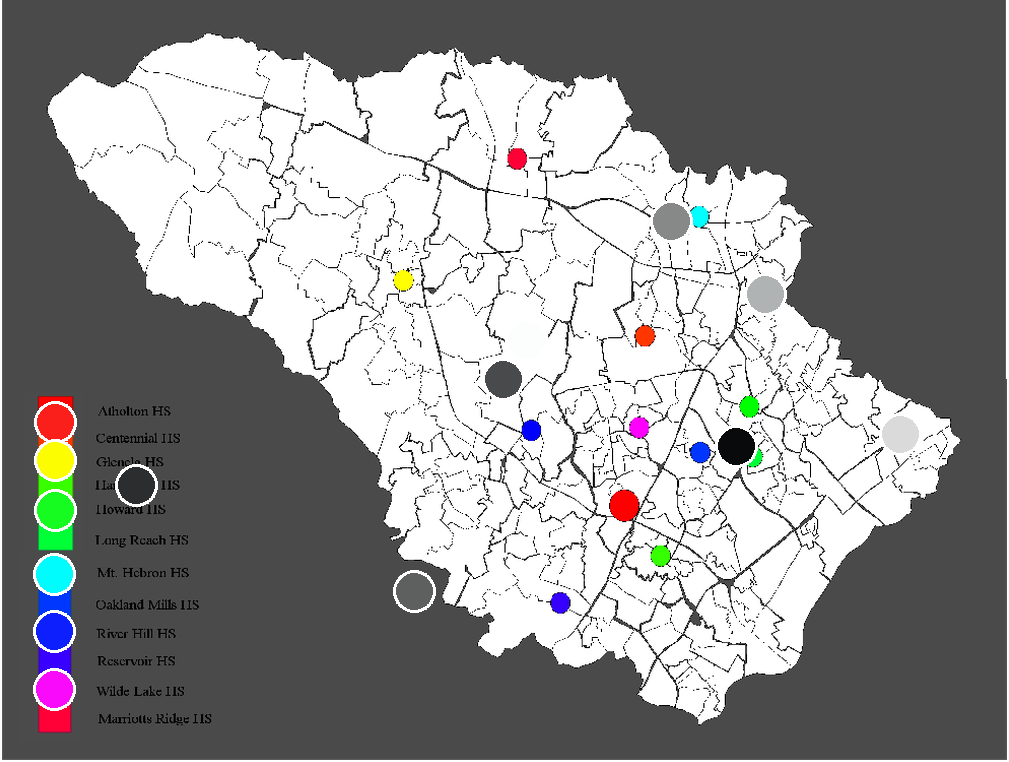 Atholton HS
Centennial HS
Glenelg HS
Ha HS
Howard HS
Long Reach HS
Mt. Hebron HS
Oakland Mills HS
River Hill HS
Reservoir HS
Wilde Lake HS
Marriotts Ridge HS